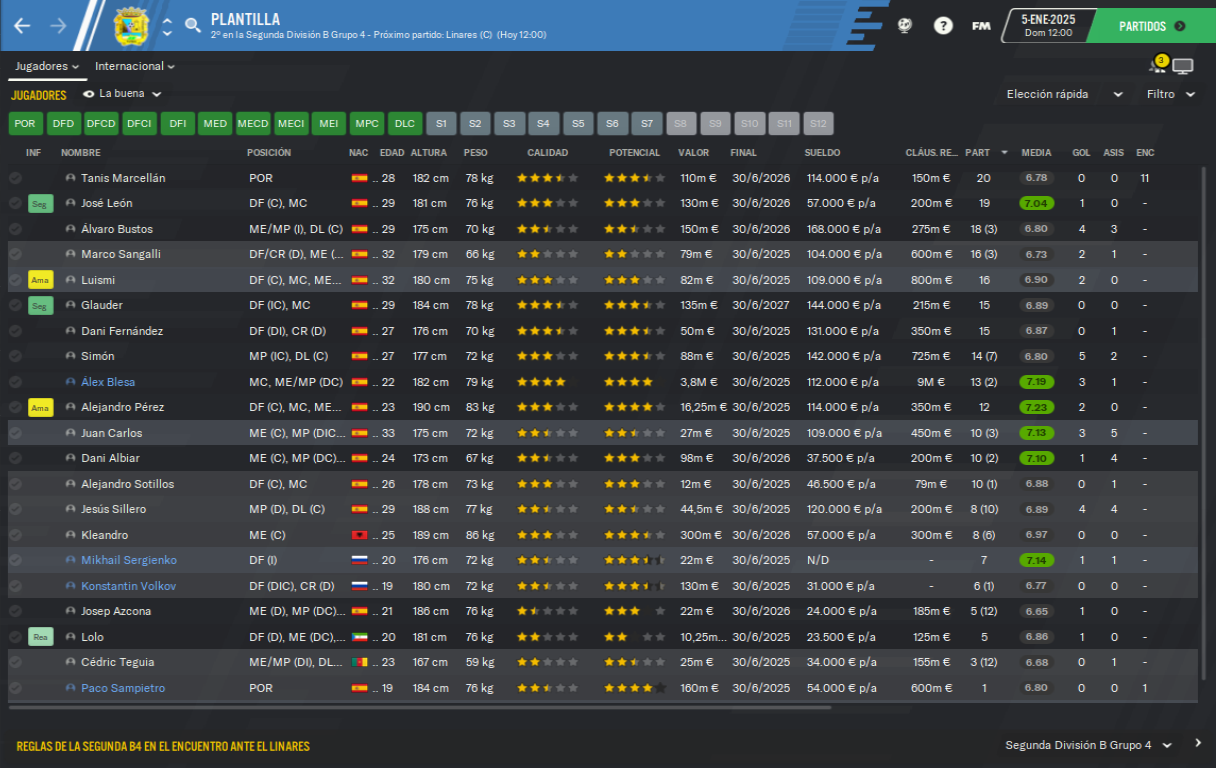 PLANTILLA
2º en la Segunda División B Grupo 4 - Próximo partido: Linares (C) (Hoy 12:00)
?
FM
5-ENE-2025
Dom 12:00
PARTIDOS
Jugadores
Internacional
3
JUGADORES
La buena
Elección rápida
Filtro
POR DFD DFCD DFCI DFI MED MECD MECI MEI MPC DLC S1 S2 S3 S4 S5 S6 S7 S8 S9 S10 S11 S12
INF NOMBRE POSICIÓN NAC EDAD ALTURA PESO CALIDAD POTENCIAL VALOR FINAL SUELDO CLÁUS. RE... PART MEDIA GOL ASIS ENC
Tanis Marcellán POR .. 28 182 cm 78 kg 110m € 30/6/2026 114.000 € p/a 150m € 20 6.78 0 0 11
Seg José León DF (C), MC .. 29 181 cm 76 kg 130m € 30/6/2026 57.000 € p/a 200m € 19 7.04 1 0 -
Álvaro Bustos ME/MP (I), DL (C) .. 29 175 cm 70 kg 150m € 30/6/2026 168.000 € p/a 275m € 18 (3) 6.80 4 3 -
Marco Sangalli DF/CR (D), ME (... .. 32 179 cm 66 kg 79m € 30/6/2025 104.000 € p/a 600m € 16 (3) 6.73 2 1 -
Ama Luismi DF (C), MC, ME... .. 32 180 cm 75 kg 82m € 30/6/2025 109.000 € p/a 800m € 16 6.90 2 0 -
Seg Glauder DF (IC), MC .. 29 184 cm 78 kg 135m € 30/6/2027 144.000 € p/a 215m € 15 6.89 0 0 -
Dani Fernández DF (DI), CR (D) .. 27 176 cm 70 kg 50m € 30/6/2025 131.000 € p/a 350m € 15 6.87 0 1 -
Simón MP (IC), DL (C) .. 27 177 cm 72 kg 88m € 30/6/2025 142.000 € p/a 725m € 14 (7) 6.80 5 2 -
Álex Blesa MC, ME/MP (DC) .. 22 182 cm 79 kg 3,8M € 30/6/2025 112.000 € p/a 9M € 13 (2) 7.19 3 1 -
Ama Alejandro Pérez DF (C), MC, ME... .. 23 190 cm 83 kg 16,25m € 30/6/2025 114.000 € p/a 350m € 12 7.23 2 0 -
Juan Carlos ME (C), MP (DIC... .. 33 175 cm 72 kg 27m € 30/6/2025 109.000 € p/a 450m € 10 (3) 7.13 3 5 -
Dani Albiar ME (C), MP (DC)... .. 24 173 cm 67 kg 98m € 30/6/2026 37.500 € p/a 200m € 10 (2) 7.10 1 4 -
Alejandro Sotillos DF (C), MC .. 26 178 cm 73 kg 12m € 30/6/2025 46.500 € p/a 79m € 10 (1) 6.88 0 1 -
Jesús Sillero MP (D), DL (C) .. 29 188 cm 77 kg 44,5m € 30/6/2025 120.000 € p/a 200m € 8 (10) 6.89 4 4 -
Kleandro ME (C) .. 25 189 cm 86 kg 300m € 30/6/2026 57.000 € p/a 300m € 8 (6) 6.97 0 0 -
Mikhail Sergienko DF (I) .. 20 176 cm 72 kg 22m € 30/6/2025 N/D - 7 7.14 1 1 -
Konstantin Volkov DF (DIC), CR (D) .. 19 180 cm 72 kg 130m € 30/6/2025 31.000 € p/a - 6 (1) 6.77 0 0 -
Josep Azcona ME (D), MP (DC)... .. 21 186 cm 76 kg 22m € 30/6/2026 24.000 € p/a 185m € 5 (12) 6.65 1 0 -
Rea Lolo DF (D), ME (DC),... .. 20 181 cm 76 kg 10,25m... 30/6/2025 23.500 € p/a 125m € 5 6.86 1 0 -
Cédric Teguia ME/MP (DI), DL... .. 23 167 cm 59 kg 25m € 30/6/2025 34.000 € p/a 155m € 3 (12) 6.68 0 1 -
Paco Sampietro POR .. 19 184 cm 76 kg 160m € 30/6/2025 54.000 € p/a 600m € 1 6.80 0 0 1
REGLAS DE LA SEGUNDA B4 EN EL ENCUENTRO ANTE EL LINARES
Segunda División B Grupo 4